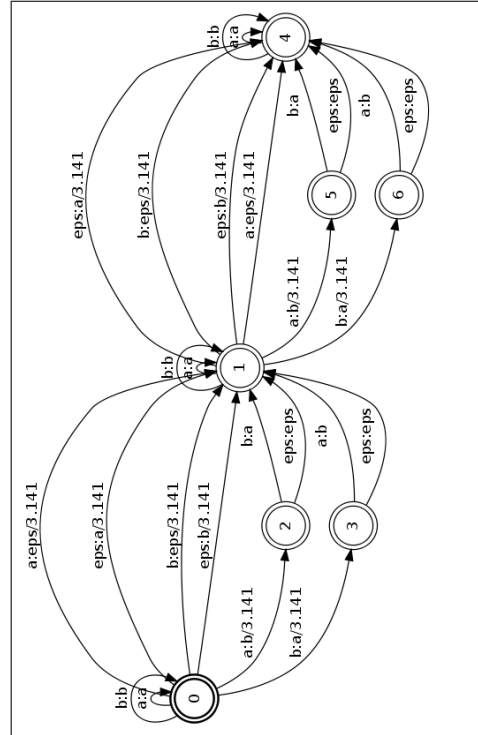 a:eps/3.141
eps:a/3.141
eps:a/3.141
b:b
a:a
b:eps/3.141
b:b
b:eps/3.141
a:a
0
eps:b/3.141
b:b
eps:b/3.141
a:a
1
a:b/3.141
b:a
a:eps/3.141
2
4
eps:eps
a:b/3.141
b:a
b:a/3.141
a:b
5
eps:eps
b:a/3.141
3
eps:eps
a:b
6
eps:eps